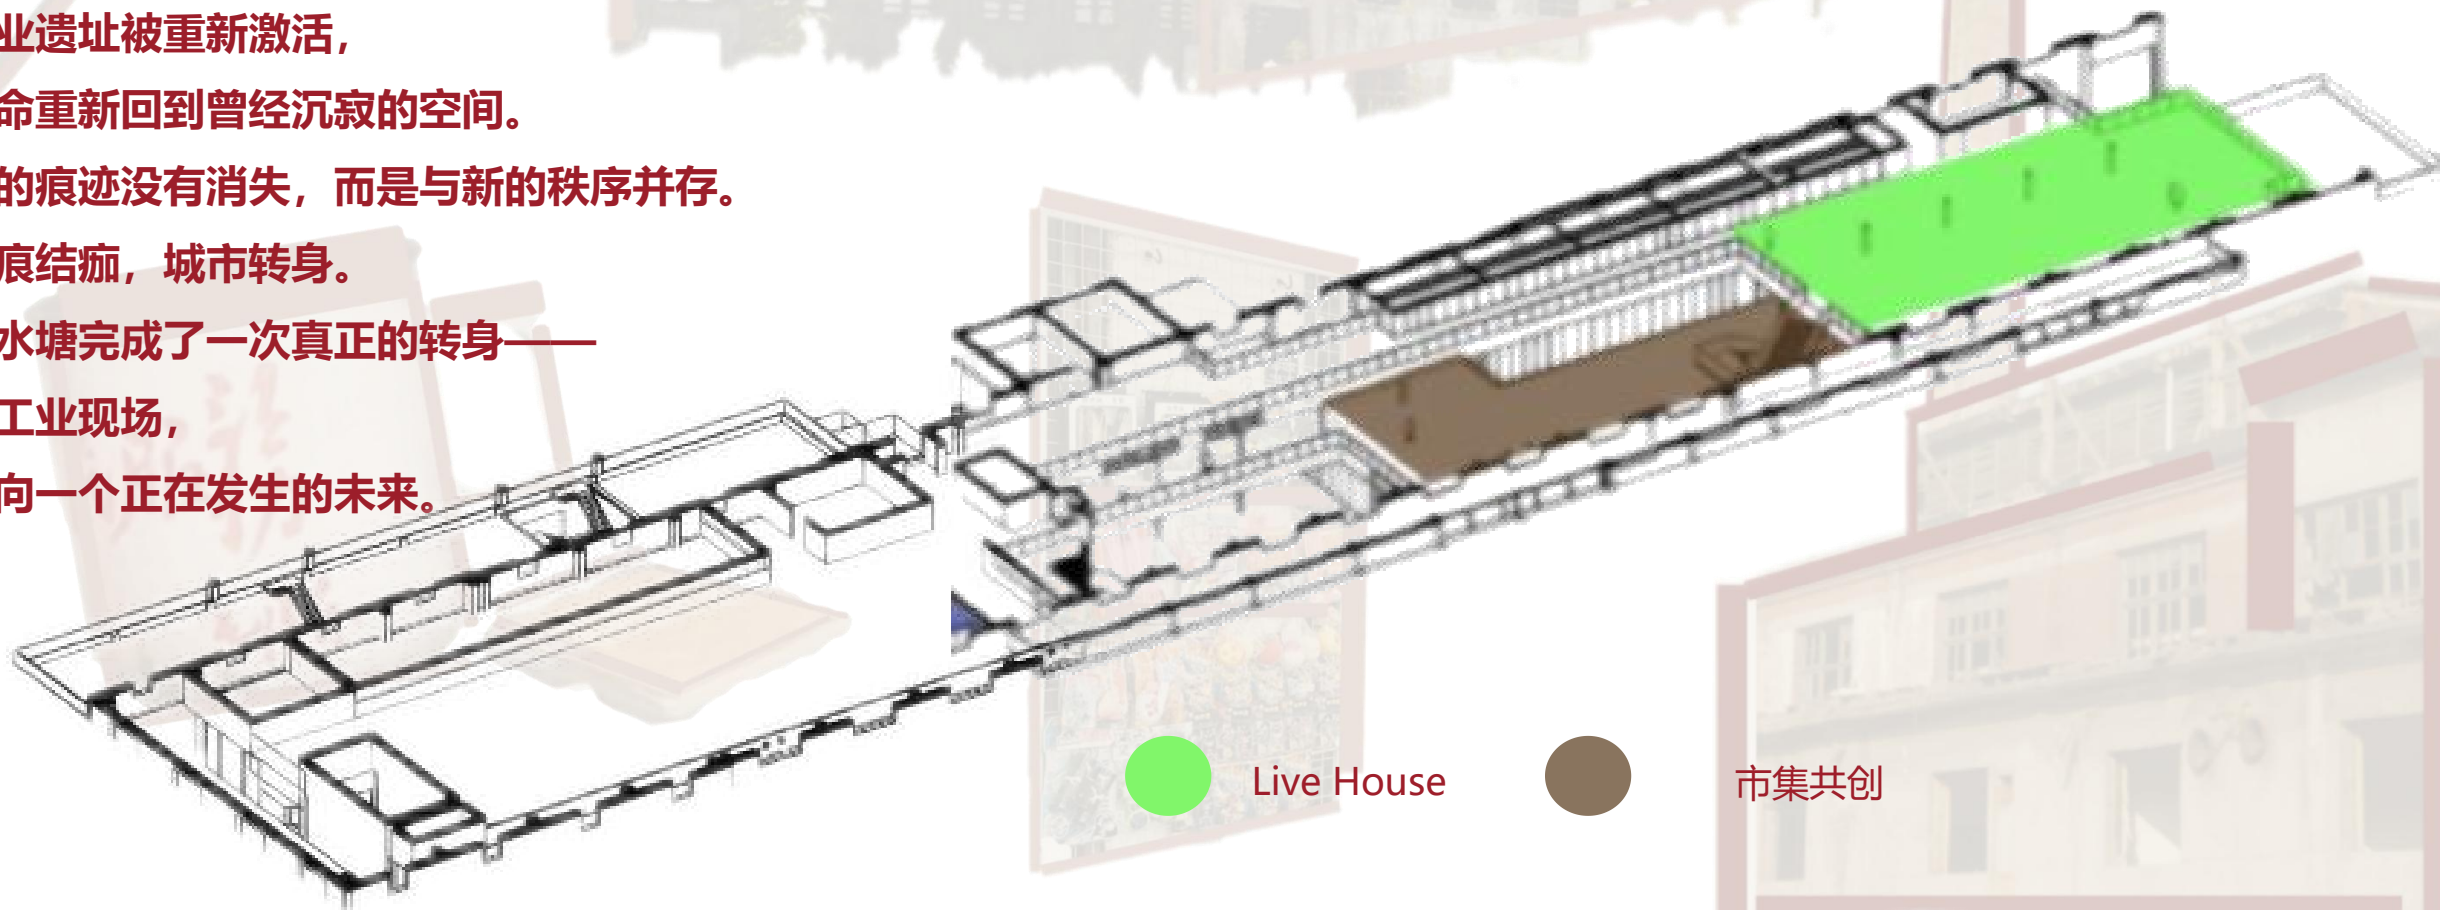 业遗址被重新激活，
命重新回到曾经沉寂的空间。
的痕迹没有消失，而是与新的秩序并存。
痕结痂，城市转身。
水塘完成了一次真正的转身——
工业现场，
向一个正在发生的未来。
Live House
市集共创